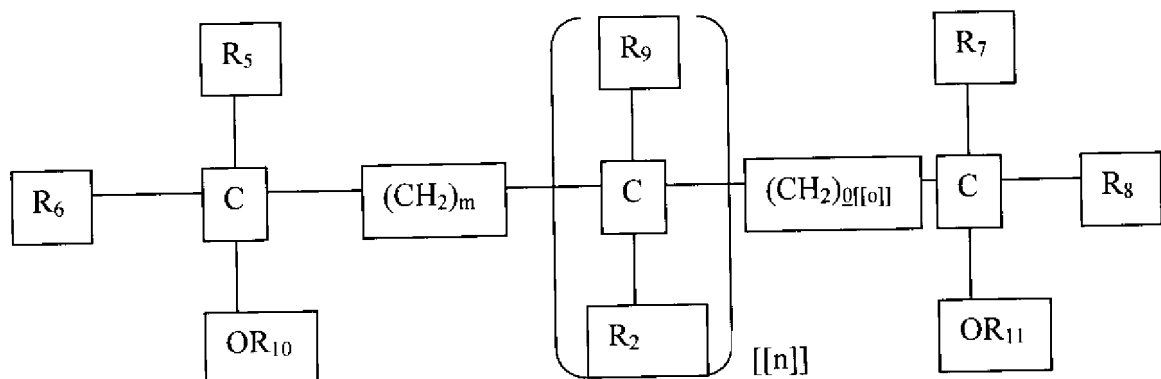 R₅ R₉ R₇
R₆ C (CH₂)ₘ C (CH₂)0[[o]] C R₈
OR₁₀ R₂ [[n]] OR₁₁